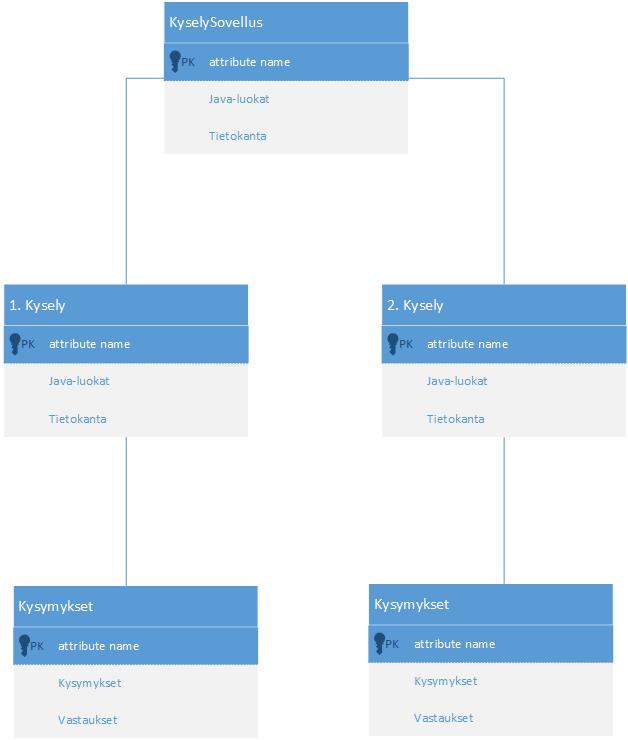 KyselySovellus
PK attribute name
Java-luokat
Tietokanta
1. Kysely
PK attribute name
Java-luokat
Tietokanta
2. Kysely
PK attribute name
Java-luokat
Tietokanta
Kysymykset
PK attribute name
Kysymykset
Vastaukset
Kysymykset
PK attribute name
Kysymykset
Vastaukset